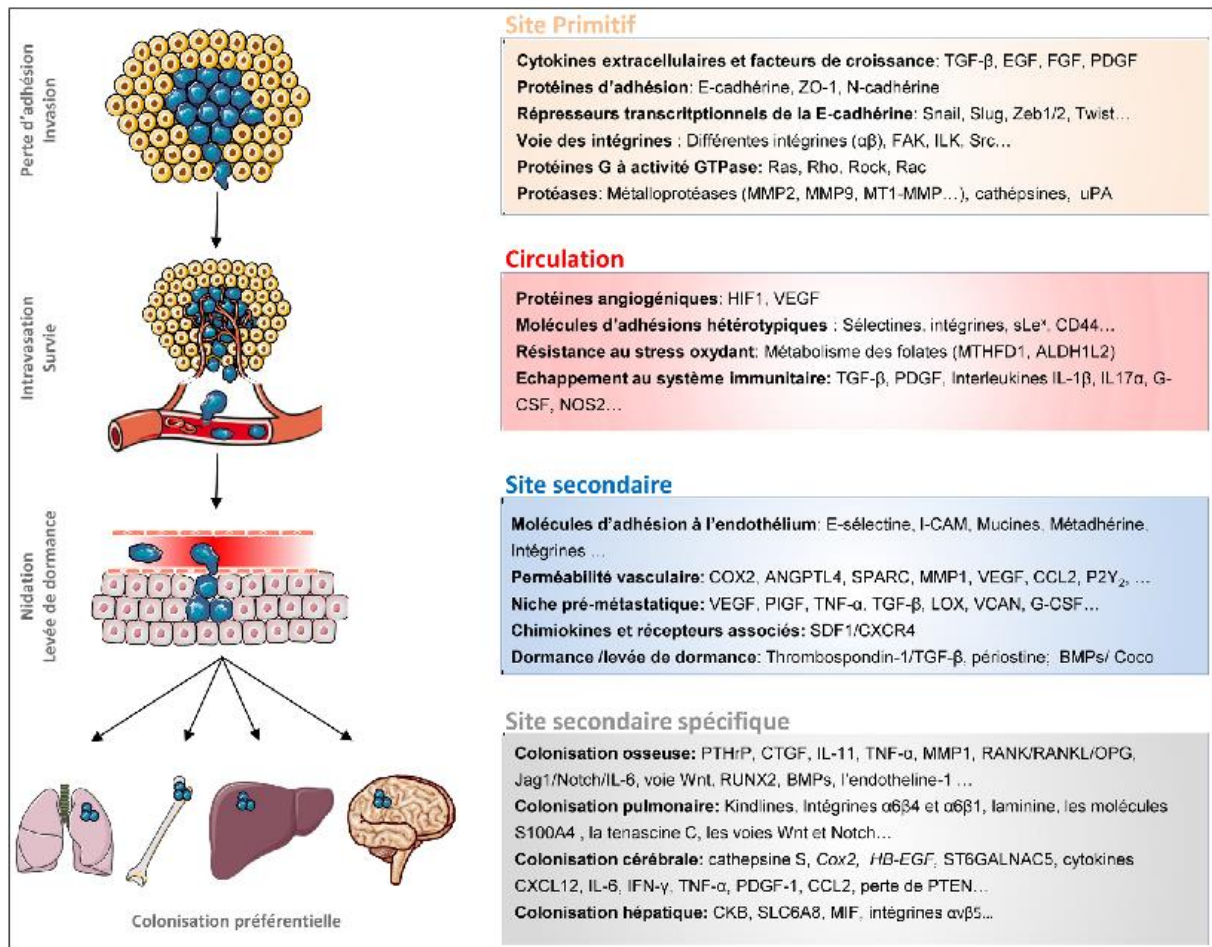 Perte d'adhésion
Invasion
Site Primitif
Cytokines extracellulaires et facteurs de croissance: TGF-β, EGF, FGF, PDGF
Protéines d'adhésion: E-cadhérine, ZO-1, N-cadhérine
Répresseurs transcritptionnels de la E-cadhérine: Snail, Slug, Zeb1/2, Twist…
Voie des intégrines : Différentes intégrines (αβ), FAK, ILK, Src…
Protéines G à activité GTPase: Ras, Rho, Rock, Rac
Protéases: Métalloprotéases (MMP2, MMP9, MT1-MMP…), cathépsines, uPA
Intravasation
Survie
Circulation
Protéines angiogéniques: HIF1, VEGF
Molécules d'adhésions hétérotypiques : Sélectines, intégrines, sLeˣ, CD44…
Résistance au stress oxydant: Métabolisme des folates (MTHFD1, ALDH1L2)
Echappement au système immunitaire: TGF-β, PDGF, Interleukines IL-1β, IL17α, G-
CSF, NOS2…
Nidation
Levée de dormance
Site secondaire
Molécules d'adhésion à l'endothélium: E-sélectine, I-CAM, Mucines, Métadhérine,
Intégrines …
Perméabilité vasculaire: COX2, ANGPTL4, SPARC, MMP1, VEGF, CCL2, P2Y₂, …
Niche pré-métastatique: VEGF, PlGF, TNF-α, TGF-β, LOX, VCAN, G-CSF…
Chimiokines et récepteurs associés: SDF1/CXCR4
Dormance /levée de dormance: Thrombospondin-1/TGF-β, périostine; BMPs/ Coco
Site secondaire spécifique
Colonisation osseuse: PTHrP, CTGF, IL-11, TNF-α, MMP1, RANK/RANKL/OPG,
Jag1/Notch/IL-6, voie Wnt, RUNX2, BMPs, l'endotheline-1 …
Colonisation pulmonaire: Kindlines, Intégrines α6β4 et α6β1, laminine, les molécules
S100A4 , la tenascine C, les voies Wnt et Notch…
Colonisation cérébrale: cathepsine S, Cox2, HB-EGF, ST6GALNAC5, cytokines
CXCL12, IL-6, IFN-γ, TNF-α, PDGF-1, CCL2, perte de PTEN…
Colonisation hépatique: CKB, SLC6A8, MIF, intégrines αvβ5…
Colonisation préférentielle